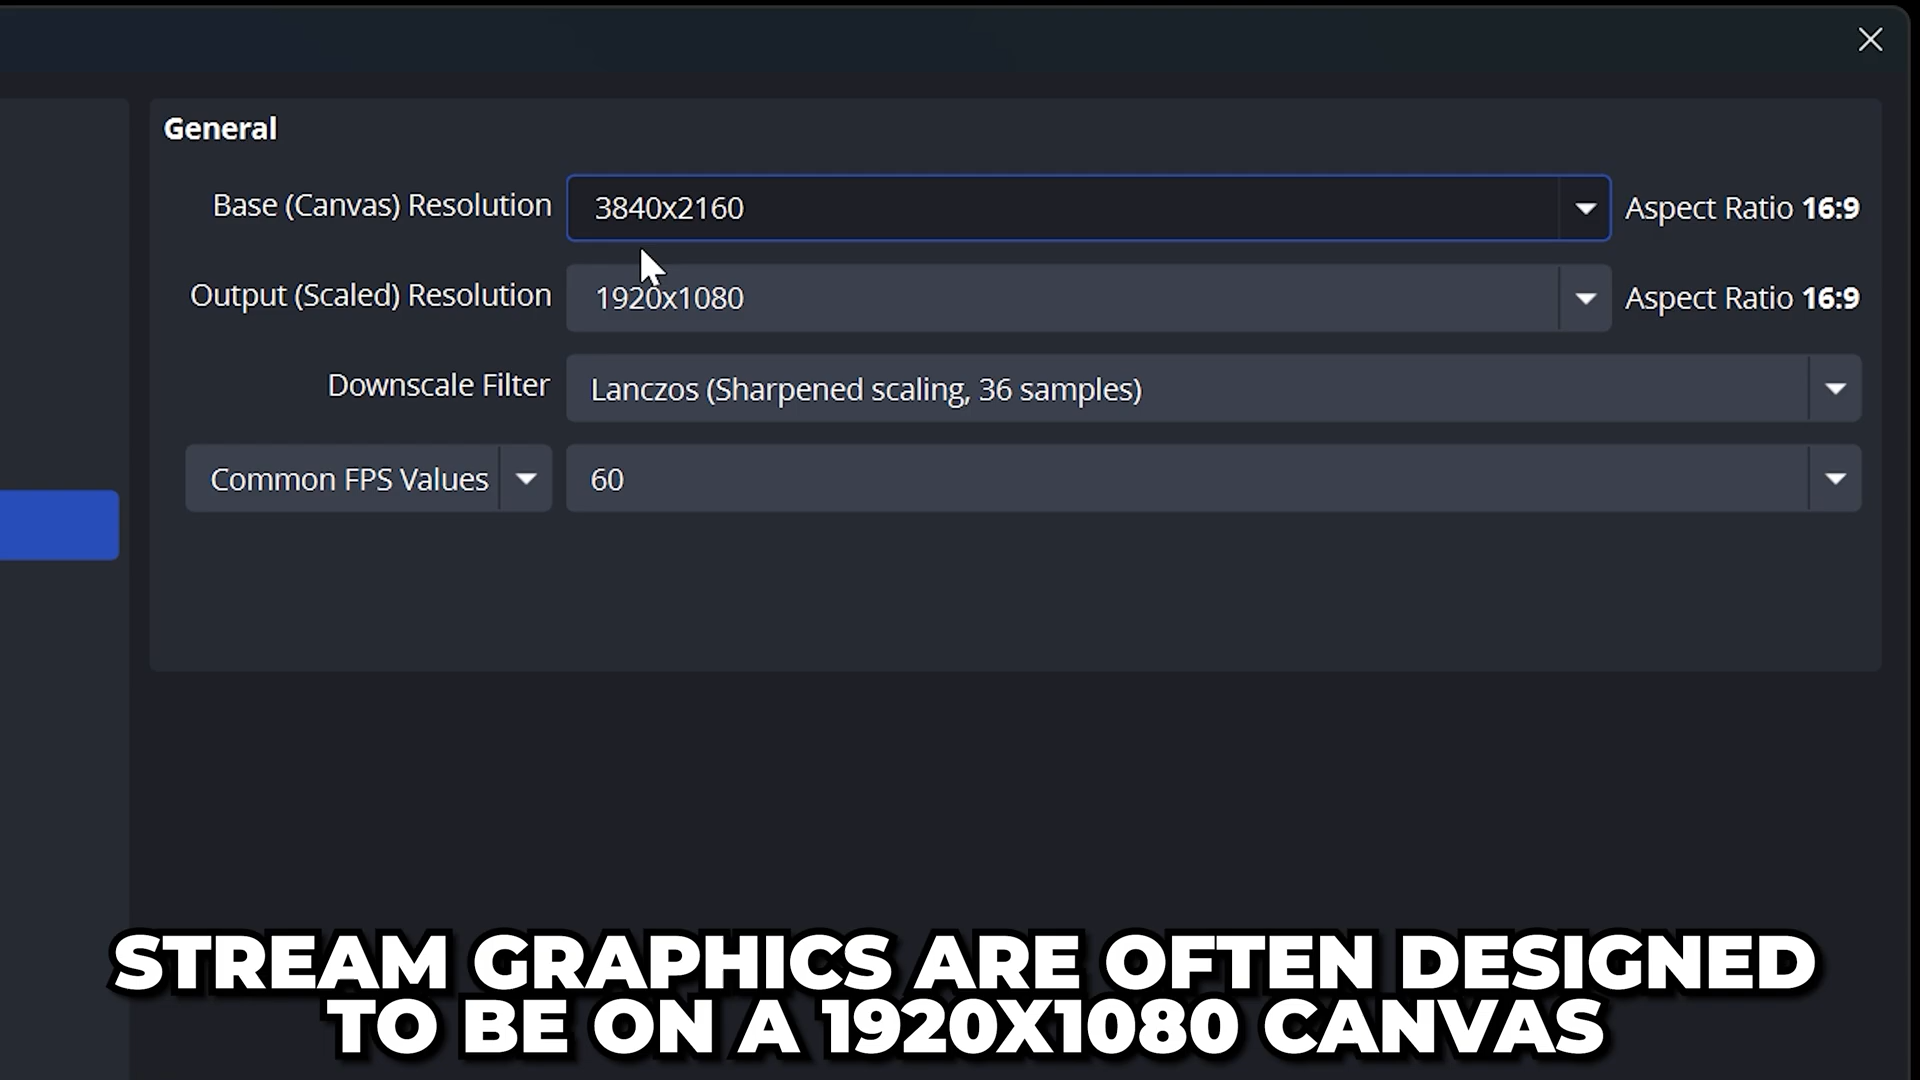 General
Base (Canvas) Resolution 3840x2160 Aspect Ratio 16:9
Output (Scaled) Resolution 1920x1080 Aspect Ratio 16:9
Downscale Filter Lanczos (Sharpened scaling, 36 samples)
Common FPS Values 60
STREAM GRAPHICS ARE OFTEN DESIGNED
TO BE ON A 1920X1080 CANVAS